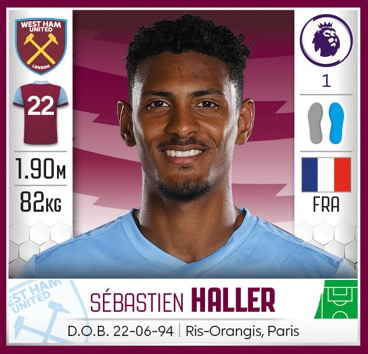 WEST HAM
UNITED
LONDON
22
1.90M
82KG
1
FRA
WEST HAM
UNITED
SÉBASTIEN HALLER
D.O.B. 22-06-94 | Ris-Orangis, Paris